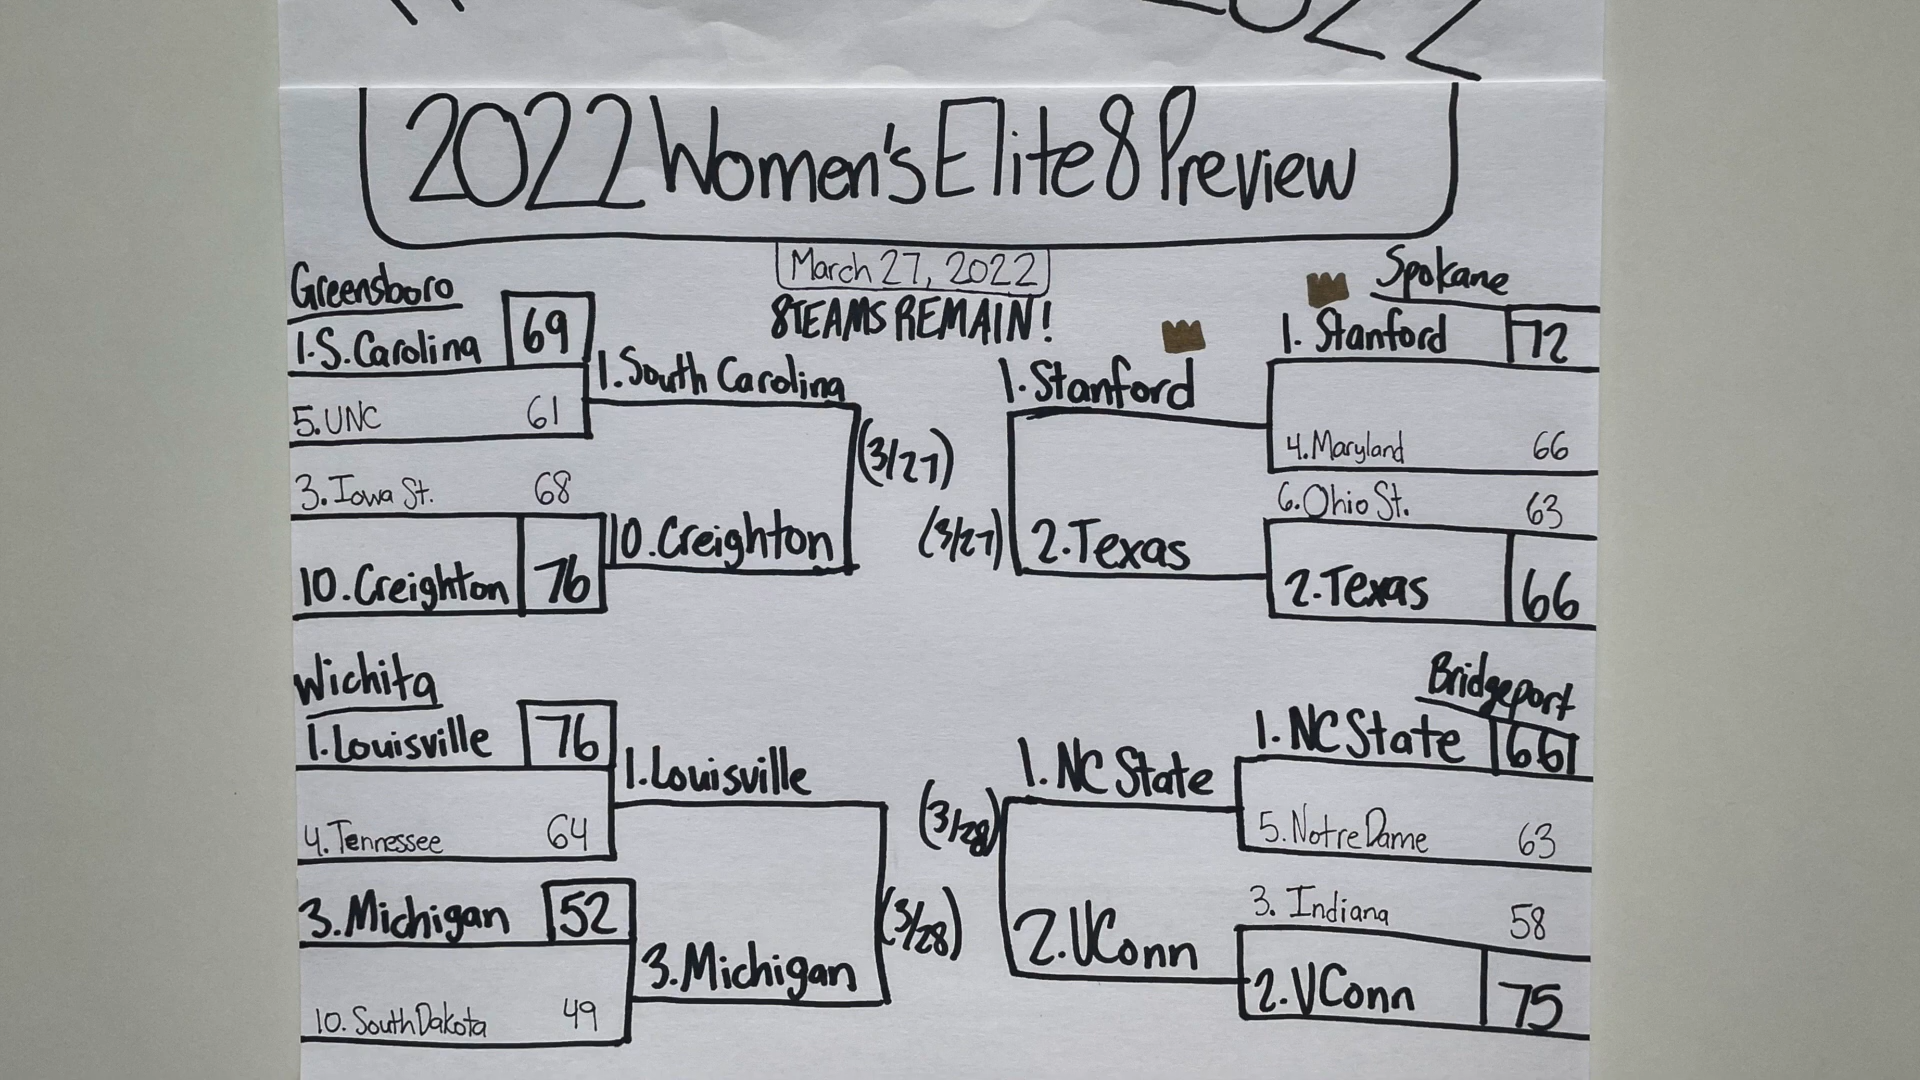 2022
2022 Women's Elite 8 Preview
March 27, 2022
8 TEAMS REMAIN!
Greensboro
1. S. Carolina 69
5. UNC 61
3. Iowa St. 68
10. Creighton 76
1. South Carolina
10. Creighton
(3/27)
Wichita
1. Louisville 76
4. Tennessee 64
3. Michigan 52
10. South Dakota 49
1. Louisville
3. Michigan
(3/28)
Spokane
1. Stanford 72
4. Maryland 66
6. Ohio St. 63
2. Texas 66
1. Stanford
2. Texas
(3/27)
Bridgeport
1. NC State 66
5. Notre Dame 63
3. Indiana 58
2. UConn 75
1. NC State
2. UConn
(3/28)